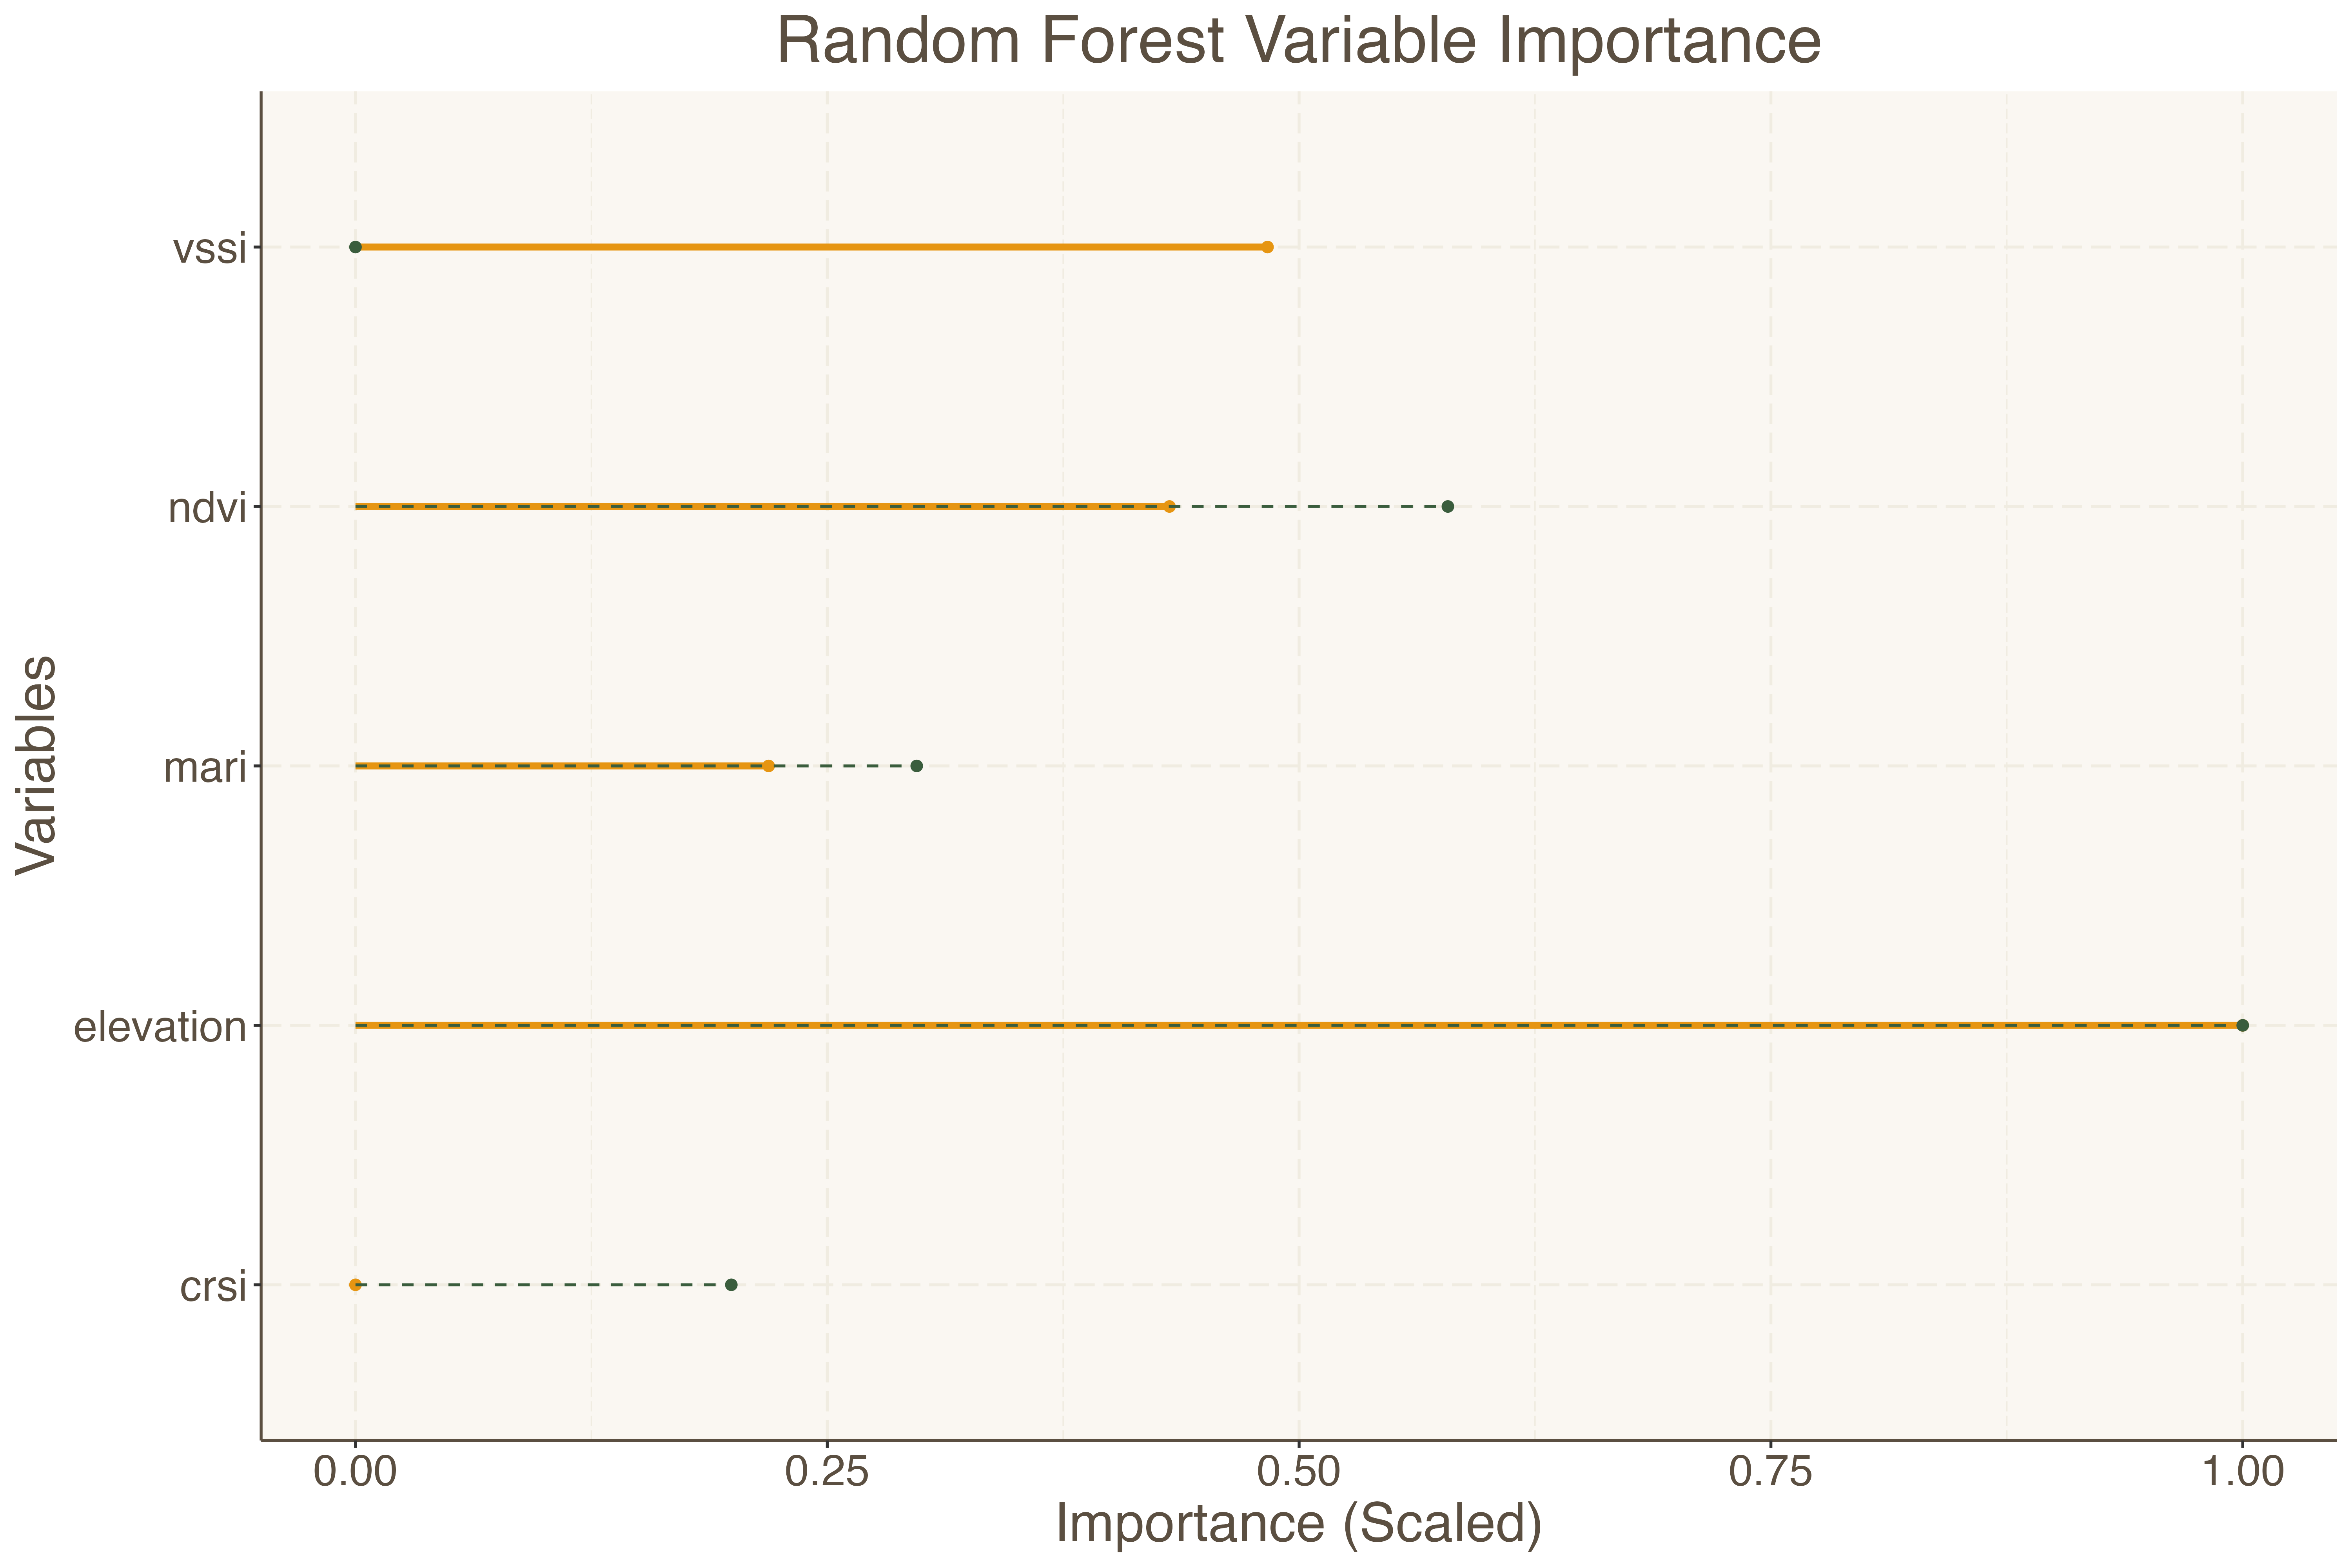 Random Forest Variable Importance
Variables
vssi
ndvi
mari
elevation
crsi
0.00 0.25 0.50 0.75 1.00
Importance (Scaled)